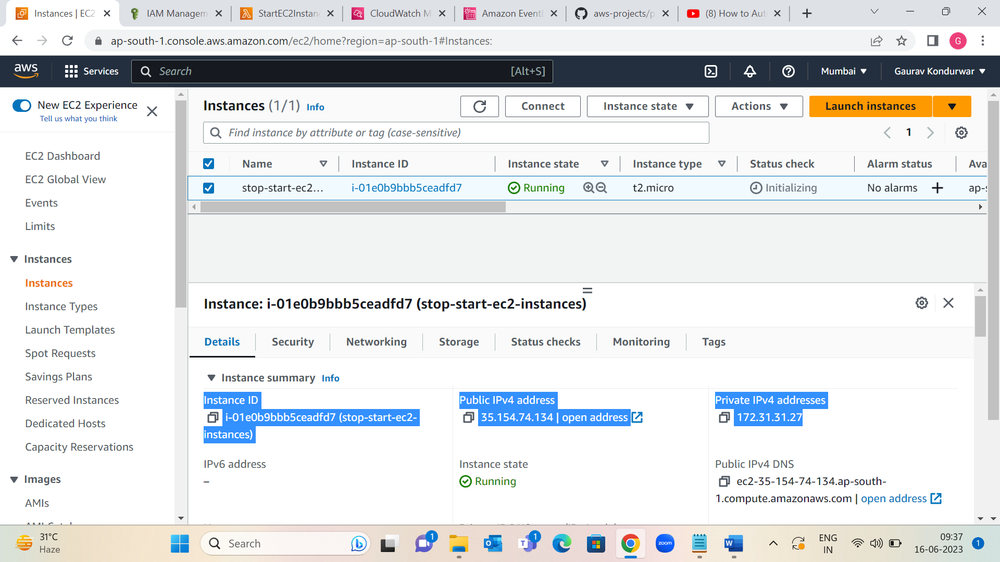 Instances | EC2
IAM Managem
StartEC2Instan
CloudWatch M
Amazon EventB
aws-projects/p
(8) How to Aut
ap-south-1.console.aws.amazon.com/ec2/home?region=ap-south-1#Instances:
G
aws
Services
Search
[Alt+S]
Mumbai
Gaurav Kondurwar
New EC2 Experience
Tell us what you think
EC2 Dashboard
EC2 Global View
Events
Limits
Instances
Instances
Instance Types
Launch Templates
Spot Requests
Savings Plans
Reserved Instances
Dedicated Hosts
Capacity Reservations
Images
AMIs
Instances (1/1) Info
Connect
Instance state
Actions
Launch instances
Find instance by attribute or tag (case-sensitive)
1
Name Instance ID Instance state Instance type Status check Alarm status Ava
stop-start-ec2... i-01e0b9bbb5ceadfd7 Running t2.micro Initializing No alarms ap-s
Instance: i-01e0b9bbb5ceadfd7 (stop-start-ec2-instances)
Details Security Networking Storage Status checks Monitoring Tags
Instance summary Info
Instance ID
i-01e0b9bbb5ceadfd7 (stop-start-ec2-
instances)
Public IPv4 address
35.154.74.134 | open address
Private IPv4 addresses
172.31.31.27
IPv6 address
–
Instance state
Running
Public IPv4 DNS
ec2-35-154-74-134.ap-south-
1.compute.amazonaws.com | open address
31°C
Haze
Search
1
1
zoom
ENG
IN
09:37
16-06-2023
1